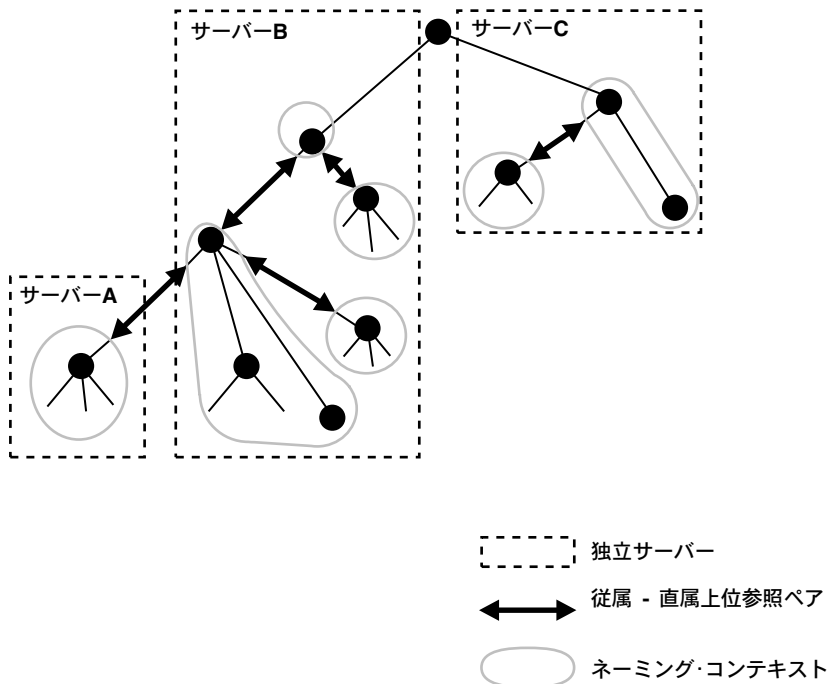 サーバーB
サーバーC
サーバーA
独立サーバー
従属 - 直属上位参照ペア
ネーミング·コンテキスト